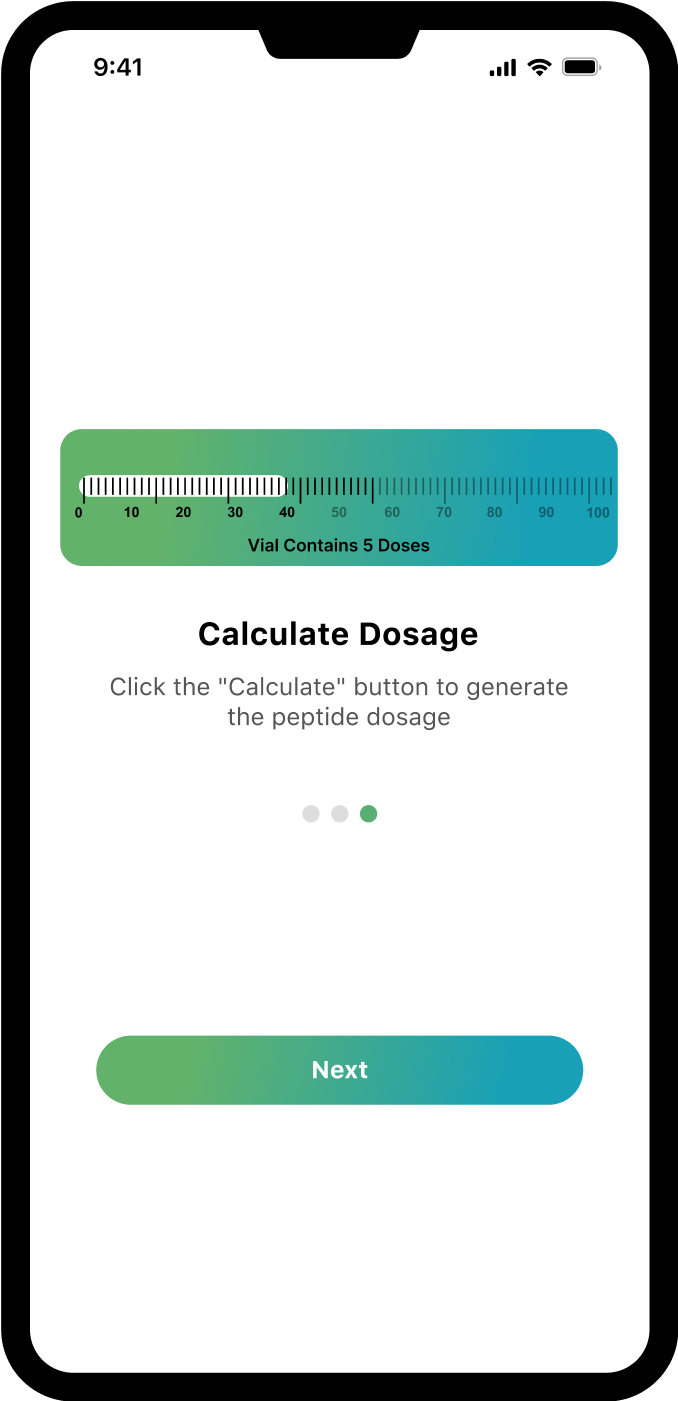 9:41
0 10 20 30 40 50 60 70 80 90 100
Vial Contains 5 Doses
Calculate Dosage
Click the "Calculate" button to generate
the peptide dosage
Next